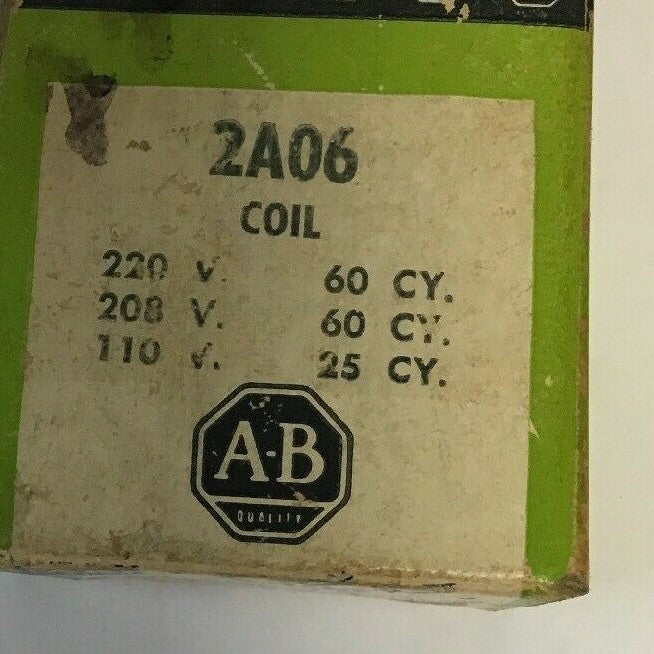 2A06
COIL
220 V. 60 CY.
208 V. 60 CY.
110 V. 25 CY.
A-B
QUALITY